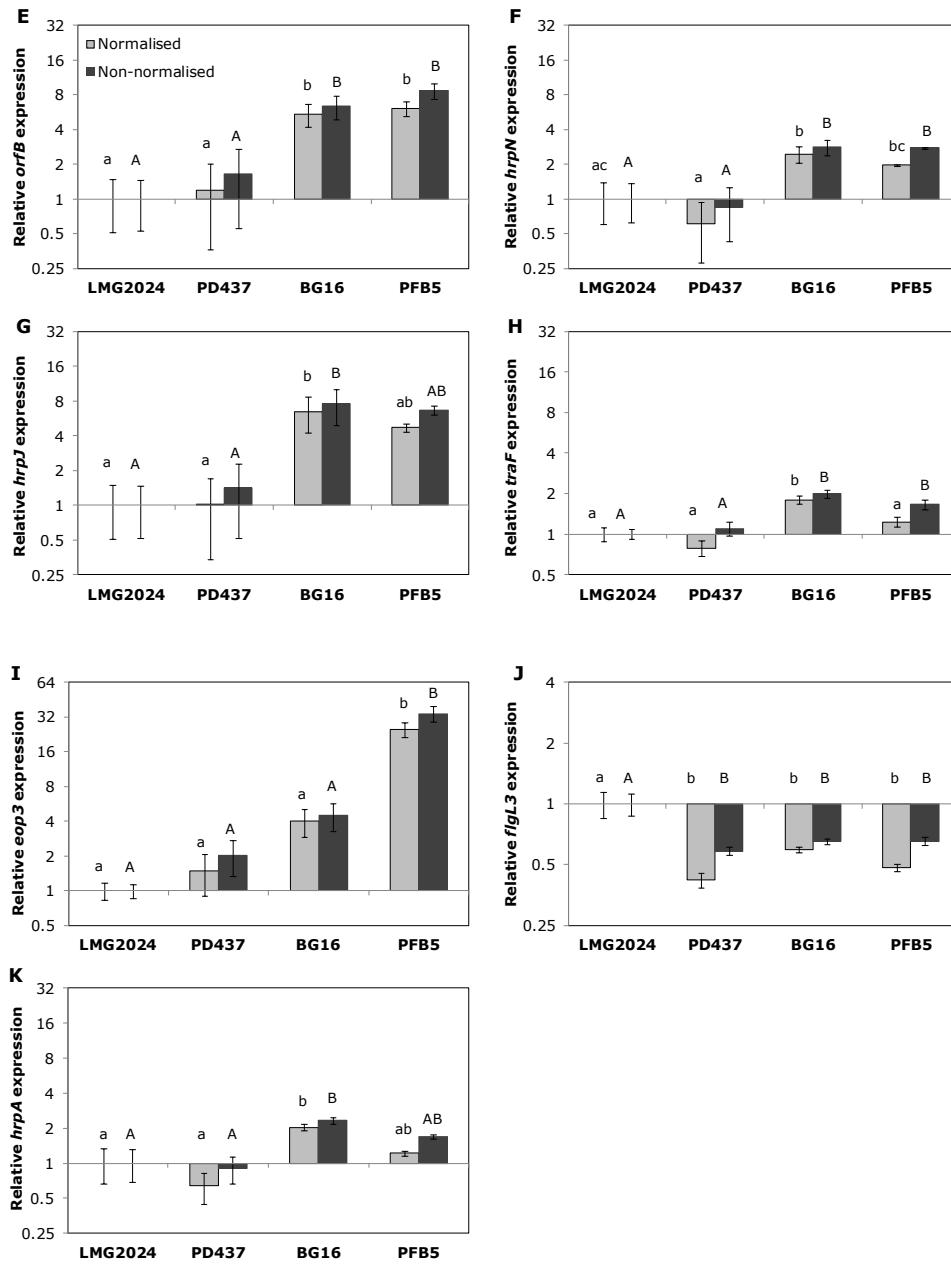 E
Relative orfB expression
32
16
8
4
2
1
0.5
0.25
Normalised
Non-normalised
a A
a A
b B
b B
LMG2024 PD437 BG16 PFB5
F
Relative hrpN expression
32
16
8
4
2
1
0.5
0.25
ac A
a A
b B
bc B
LMG2024 PD437 BG16 PFB5
G
Relative hrpJ expression
32
16
8
4
2
1
0.5
0.25
a A
a A
b B
ab AB
LMG2024 PD437 BG16 PFB5
H
Relative traF expression
32
16
8
4
2
1
0.5
a A
a A
b B
a B
LMG2024 PD437 BG16 PFB5
I
Relative eop3 expression
64
32
16
8
4
2
1
0.5
a A
a A
a A
b B
LMG2024 PD437 BG16 PFB5
J
Relative flgL3 expression
4
2
1
0.5
0.25
a A
b B
b B
b B
LMG2024 PD437 BG16 PFB5
K
Relative hrpA expression
32
16
8
4
2
1
0.5
0.25
a A
a A
b B
ab AB
LMG2024 PD437 BG16 PFB5